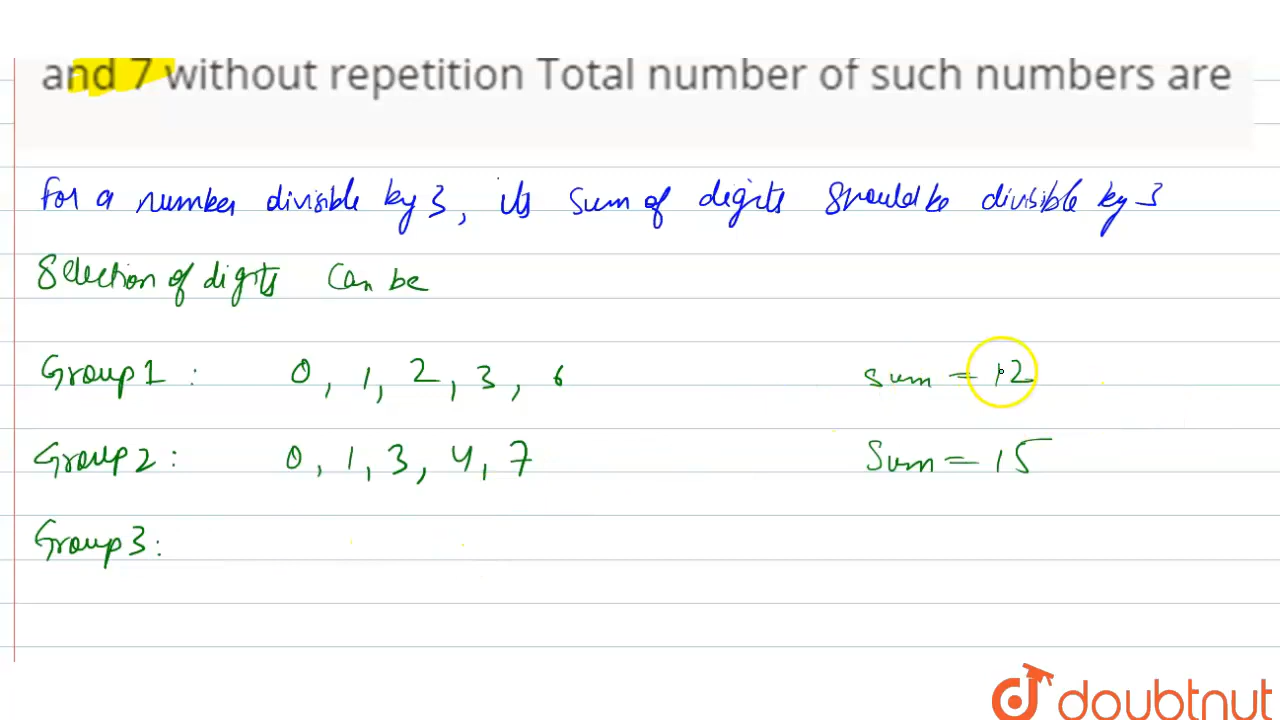 and 7 without repetition Total number of such numbers are
For a number divisible by 3, its sum of digits should be divisible by 3
Selection of digits can be
Group 1 : 0, 1, 2, 3, 6 sum = 12
Group 2 : 0, 1, 3, 4, 7 Sum = 15
Group 3 :
doubtnut